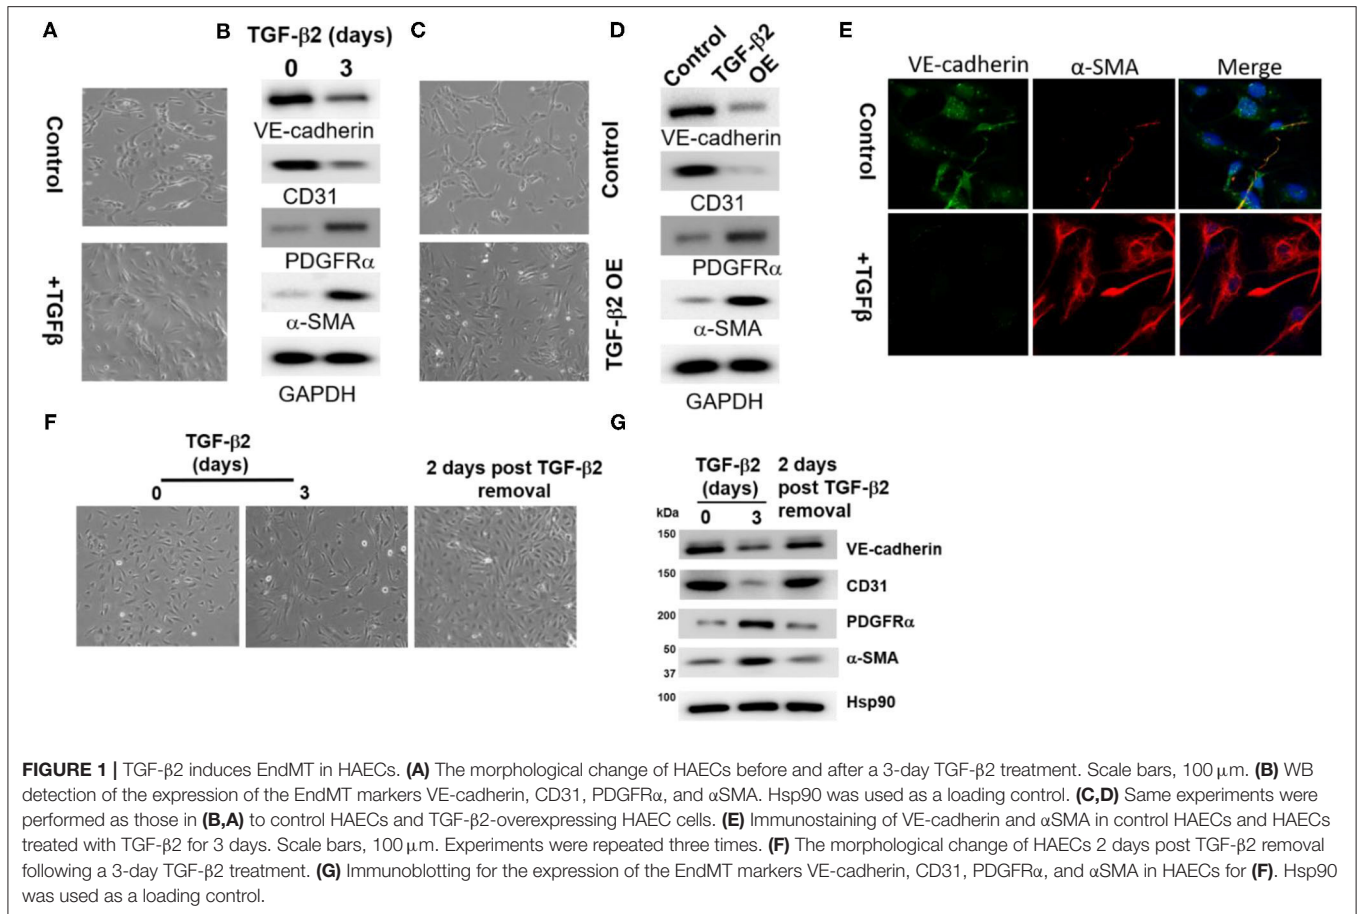 A
B
TGF-β2 (days)
0 3
Control
+TGFβ
VE-cadherin
CD31
PDGFRα
α-SMA
GAPDH
C
D
Control
TGF-β2 OE
Control
TGF-β2
OE
VE-cadherin
CD31
PDGFRα
α-SMA
GAPDH
E
VE-cadherin α-SMA Merge
Control
+TGFβ
F
TGF-β2
(days)
0 3
2 days post TGF-β2
removal
G
TGF-β2
(days)
0 3
2 days
post TGF-β2
removal
kDa
150
VE-cadherin
150
CD31
200
PDGFRα
50
α-SMA
37
100
Hsp90
FIGURE 1 | TGF-β2 induces EndMT in HAECs. (A) The morphological change of HAECs before and after a 3-day TGF-β2 treatment. Scale bars, 100 μm. (B) WB
detection of the expression of the EndMT markers VE-cadherin, CD31, PDGFRα, and αSMA. Hsp90 was used as a loading control. (C,D) Same experiments were
performed as those in (B,A) to control HAECs and TGF-β2-overexpressing HAEC cells. (E) Immunostaining of VE-cadherin and αSMA in control HAECs and HAECs
treated with TGF-β2 for 3 days. Scale bars, 100 μm. Experiments were repeated three times. (F) The morphological change of HAECs 2 days post TGF-β2 removal
following a 3-day TGF-β2 treatment. (G) Immunoblotting for the expression of the EndMT markers VE-cadherin, CD31, PDGFRα, and αSMA in HAECs for (F). Hsp90
was used as a loading control.